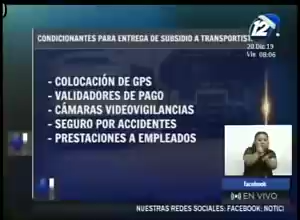 CONDICIONANTES PARA ENTREGA DE SUBSIDIO A TRANSPORTIST
12
20 Dic 19
Vie 08:06
- COLOCACIÓN DE GPS
- VALIDADORES DE PAGO
- CÁMARAS VIDEOVIGILANCIAS
- SEGURO POR ACCIDENTES
- PRESTACIONES A EMPLEADOS
facebook
EN VIVO
NUESTRAS REDES SOCIALES: FACEBOOK: NOTICI